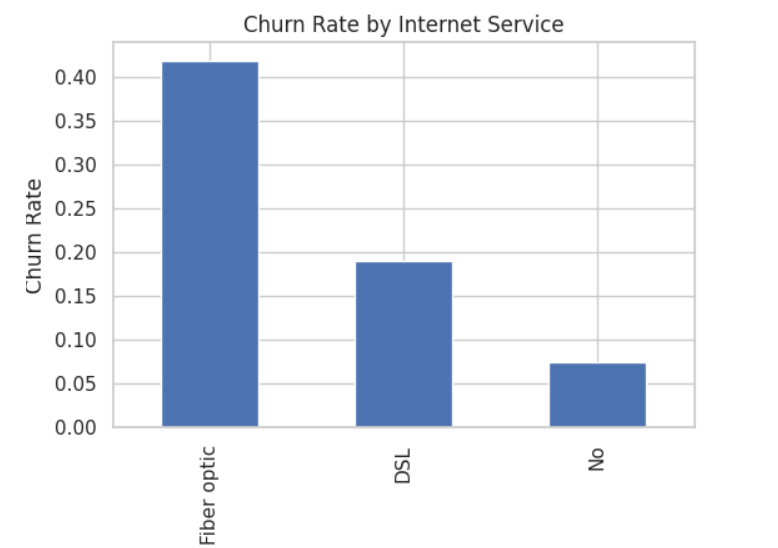 Churn Rate by Internet Service
Churn Rate
0.40
0.35
0.30
0.25
0.20
0.15
0.10
0.05
0.00
Fiber optic
DSL
No